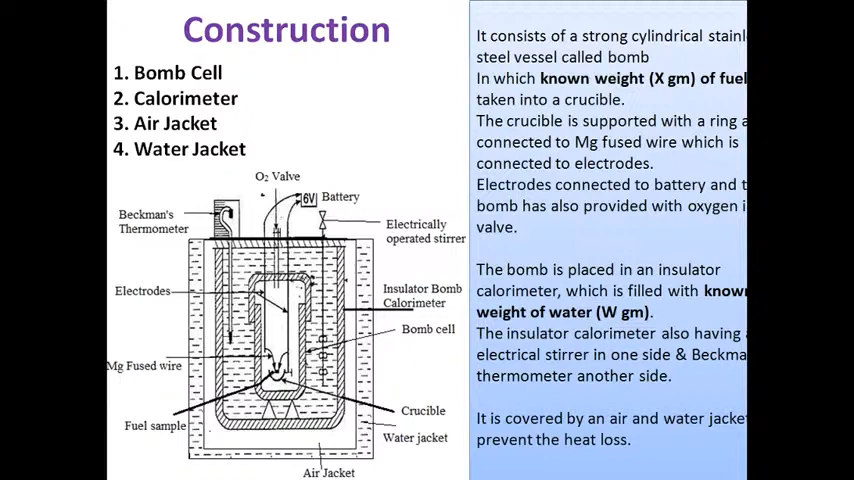 Construction
1. Bomb Cell
2. Calorimeter
3. Air Jacket
4. Water Jacket
O₂ Valve
6V
Battery
Beckman's
Thermometer
Electrically
operated stirrer
Electrodes
Insulator Bomb
Calorimeter
Bomb cell
Mg Fused wire
Crucible
Fuel sample
Water jacket
Air Jacket
It consists of a strong cylindrical stainl
steel vessel called bomb
In which known weight (X gm) of fuel
taken into a crucible.
The crucible is supported with a ring a
connected to Mg fused wire which is
connected to electrodes.
Electrodes connected to battery and t
bomb has also provided with oxygen i
valve.
The bomb is placed in an insulator
calorimeter, which is filled with known
weight of water (W gm).
The insulator calorimeter also having a
electrical stirrer in one side & Beckma
thermometer another side.
It is covered by an air and water jacke
prevent the heat loss.